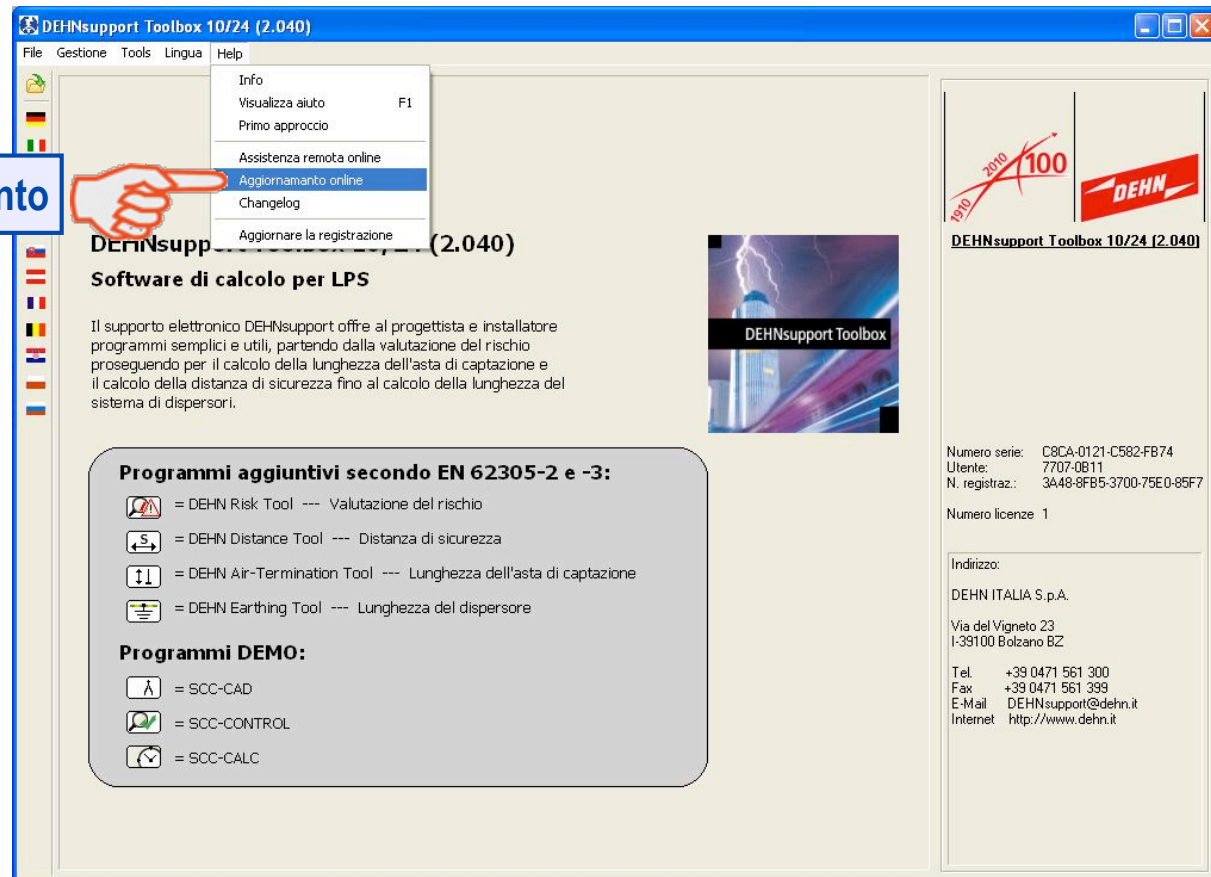 DEHNsupport Toolbox 10/24 (2.040)
File Gestione Tools Lingua Help
Info
Visualizza aiuto F1
Primo approccio
Assistenza remota online
Aggiornamanto online
Changelog
Aggiornare la registrazione
nto
(2.040)
Software di calcolo per LPS
Il supporto elettronico DEHNsupport offre al progettista e installatore
programmi semplici e utili, partendo dalla valutazione del rischio
proseguendo per il calcolo della lunghezza dell'asta di captazione e
il calcolo della distanza di sicurezza fino al calcolo della lunghezza del
sistema di dispersori.
DEHNsupport Toolbox
Programmi aggiuntivi secondo EN 62305-2 e -3:
= DEHN Risk Tool --- Valutazione del rischio
S = DEHN Distance Tool --- Distanza di sicurezza
= DEHN Air-Termination Tool --- Lunghezza dell'asta di captazione
= DEHN Earthing Tool --- Lunghezza del dispersore
Programmi DEMO:
= SCC-CAD
= SCC-CONTROL
= SCC-CALC
1910 2010 100
DEHN
DEHNsupport Toolbox 10/24 (2.040)
Numero serie: C8CA-0121-C582-FB74
Utente: 7707-0B11
N. registraz.: 3A48-8FB5-3700-75E0-85F7
Numero licenze 1
Indirizzo:
DEHN ITALIA S.p.A.
Via del Vigneto 23
I-39100 Bolzano BZ
Tel. +39 0471 561 300
Fax +39 0471 561 399
E-Mail DEHNsupport@dehn.it
Internet http://www.dehn.it